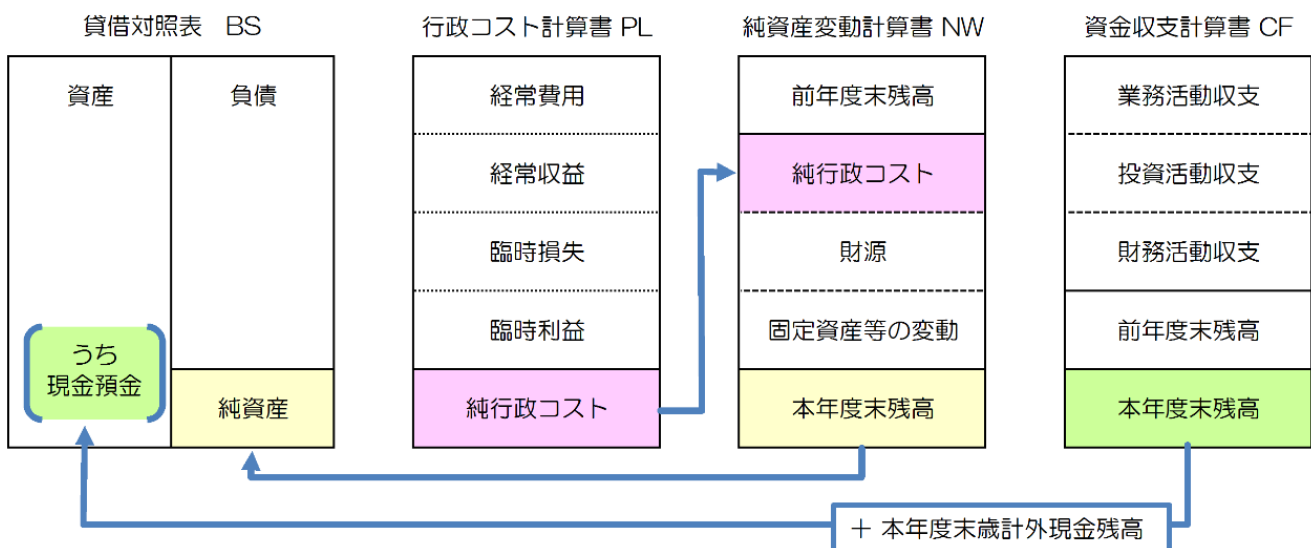 貸借対照表 BS
資産
負債
うち
現金預金
純資産
行政コスト計算書 PL
経常費用
経常収益
臨時損失
臨時利益
純行政コスト
純資産変動計算書 NW
前年度末残高
純行政コスト
財源
固定資産等の変動
本年度末残高
資金収支計算書 CF
業務活動収支
投資活動収支
財務活動収支
前年度末残高
本年度末残高
＋ 本年度末歳計外現金残高